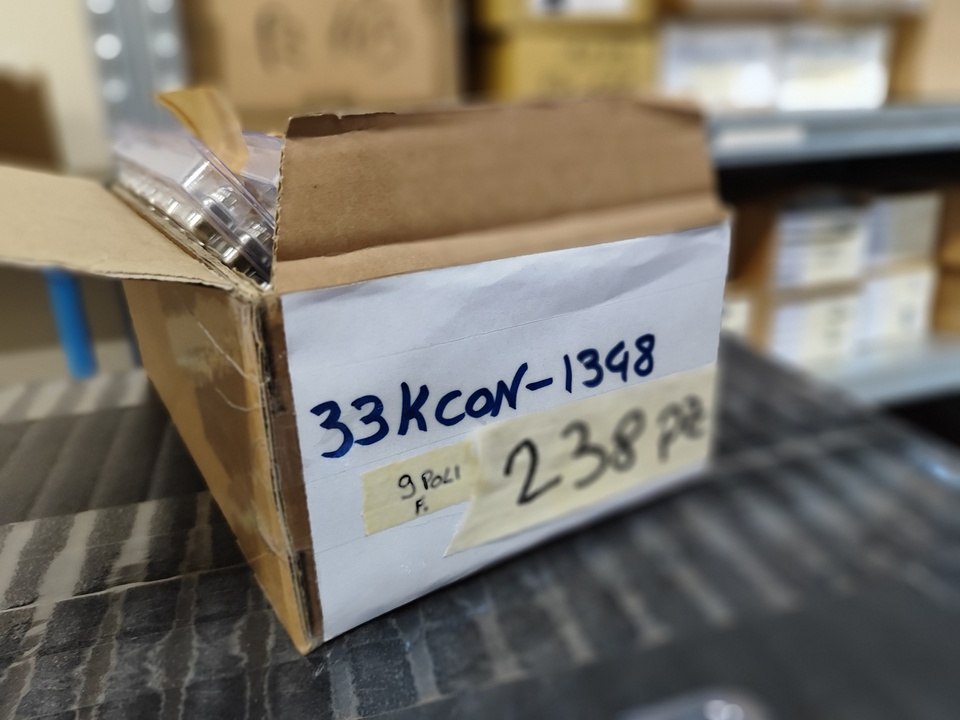 33KCON-1348
9 POLI
F.
238 PZ